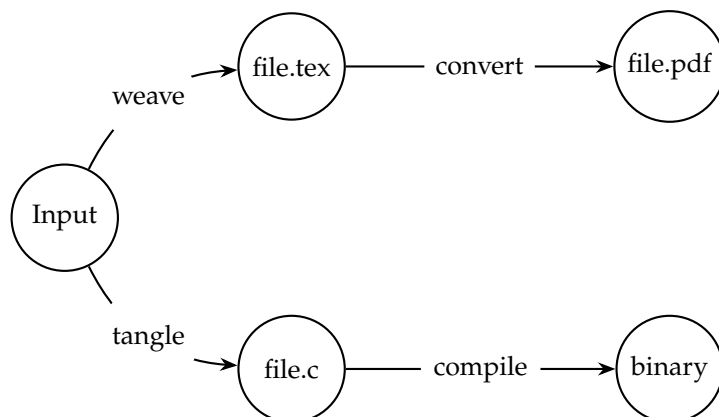 file.tex
convert
file.pdf
weave
Input
tangle
file.c
compile
binary